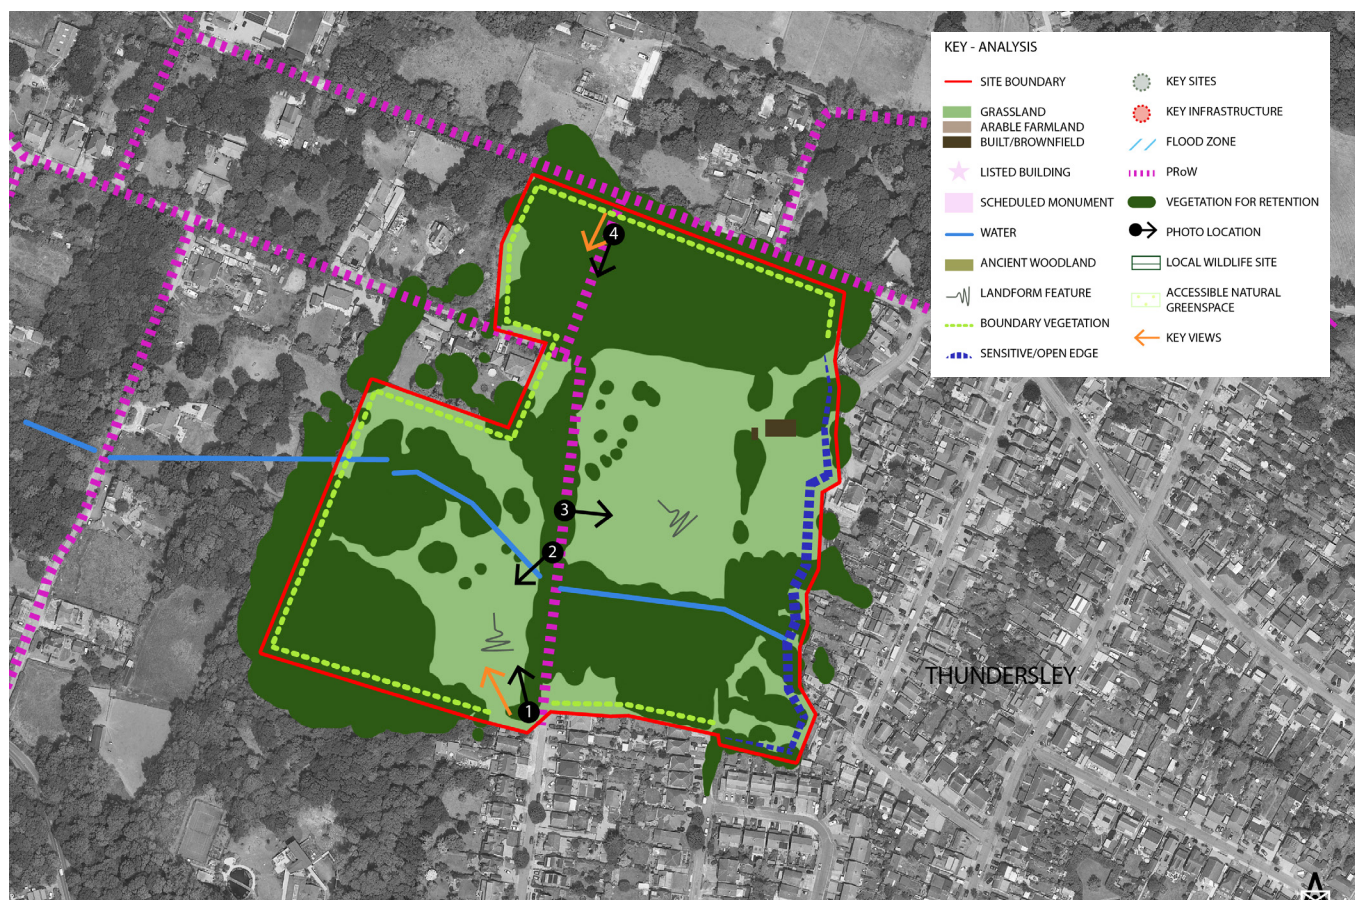 KEY - ANALYSIS
SITE BOUNDARY
GRASSLAND
ARABLE FARMLAND
BUILT/BROWNFIELD
LISTED BUILDING
SCHEDULED MONUMENT
WATER
ANCIENT WOODLAND
LANDFORM FEATURE
BOUNDARY VEGETATION
SENSITIVE/OPEN EDGE
KEY SITES
KEY INFRASTRUCTURE
FLOOD ZONE
PRoW
VEGETATION FOR RETENTION
PHOTO LOCATION
LOCAL WILDLIFE SITE
ACCESSIBLE NATURAL
GREENSPACE
KEY VIEWS
4
3
2
1
THUNDERSLEY